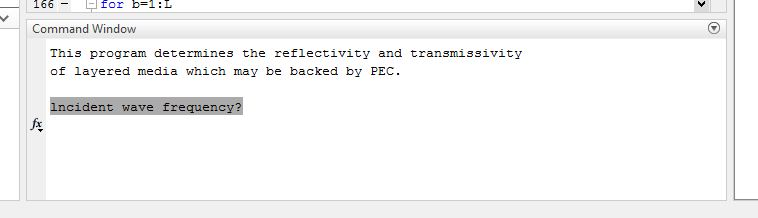 166 – for b=1:L
Command Window
This program determines the reflectivity and transmissivity
of layered media which may be backed by PEC.
lncident wave frequency?
fx